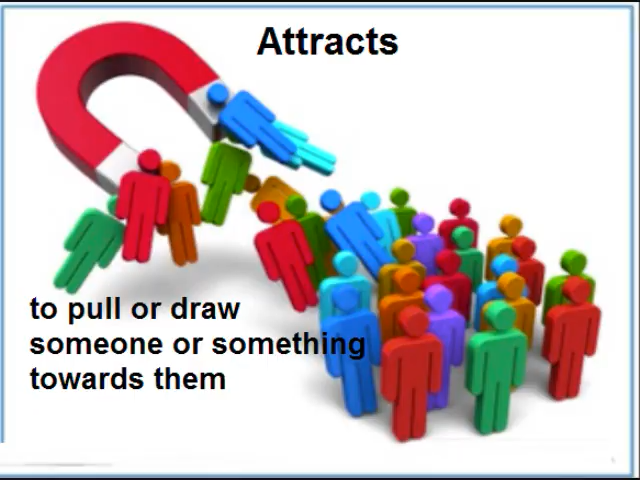 Attracts
to pull or draw
someone or something
towards them